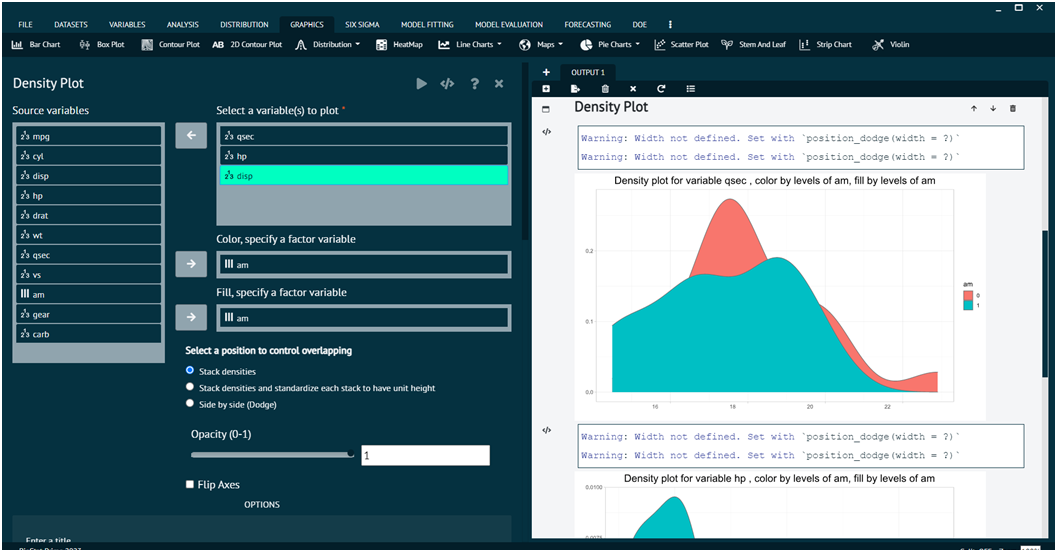 FILE DATASETS VARIABLES ANALYSIS DISTRIBUTION GRAPHICS SIX SIGMA MODEL FITTING MODEL EVALUATION FORECASTING DOE
Bar Chart Box Plot Contour Plot AB 2D Contour Plot Distribution HeatMap Line Charts Maps Pie Charts Scatter Plot Stem And Leaf Strip Chart Violin
Density Plot
Source variables
mpg
cyl
disp
hp
drat
wt
qsec
vs
am
gear
carb
Select a variable(s) to plot *
qsec
hp
disp
Color, specify a factor variable
am
Fill, specify a factor variable
am
Select a position to control overlapping
Stack densities
Stack densities and standardize each stack to have unit height
Side by side (Dodge)
Opacity (0-1)
1
Flip Axes
OPTIONS
Enter a title
OUTPUT 1
Density Plot
Warning: Width not defined. Set with `position_dodge(width = ?)`
Warning: Width not defined. Set with `position_dodge(width = ?)`
Density plot for variable qsec , color by levels of am, fill by levels of am
0.2
0.1
0.0
16 18 20 22
am
0
1
Warning: Width not defined. Set with `position_dodge(width = ?)`
Warning: Width not defined. Set with `position_dodge(width = ?)`
Density plot for variable hp , color by levels of am, fill by levels of am
0.0100
0.0075